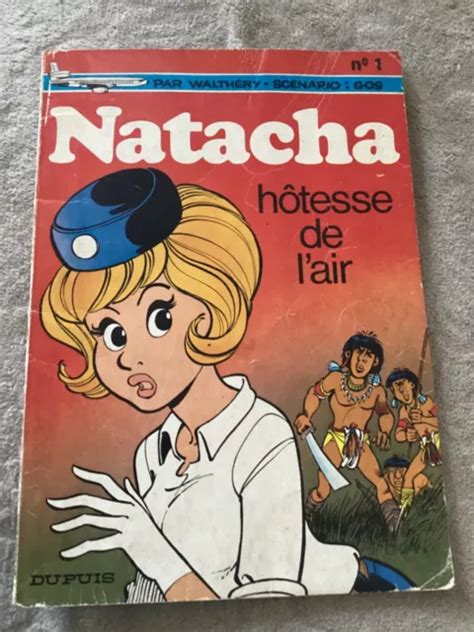 n° 1
PAR WALTHÉRY - SCÉNARIO : GOS
Natacha
hôtesse
de
l'air
DUPUIS